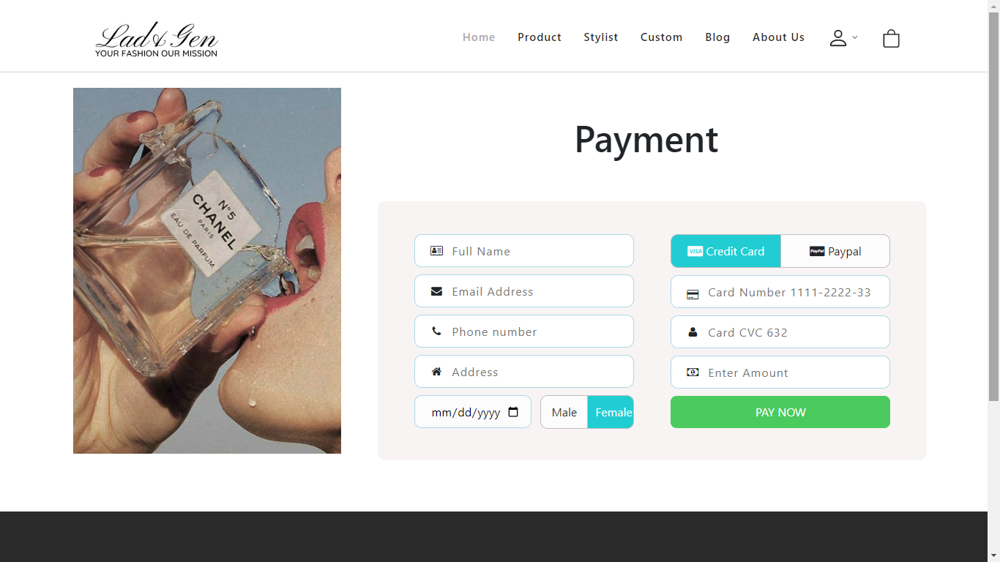 Lad & Gen
YOUR FASHION OUR MISSION
Home Product Stylist Custom Blog About Us
N°5
CHANEL
PARIS
EAU DE PARFUM
Payment
Full Name
Email Address
Phone number
Address
mm/dd/yyyy Male Female
VISA Credit Card PayPal Paypal
Card Number 1111-2222-33
Card CVC 632
Enter Amount
PAY NOW